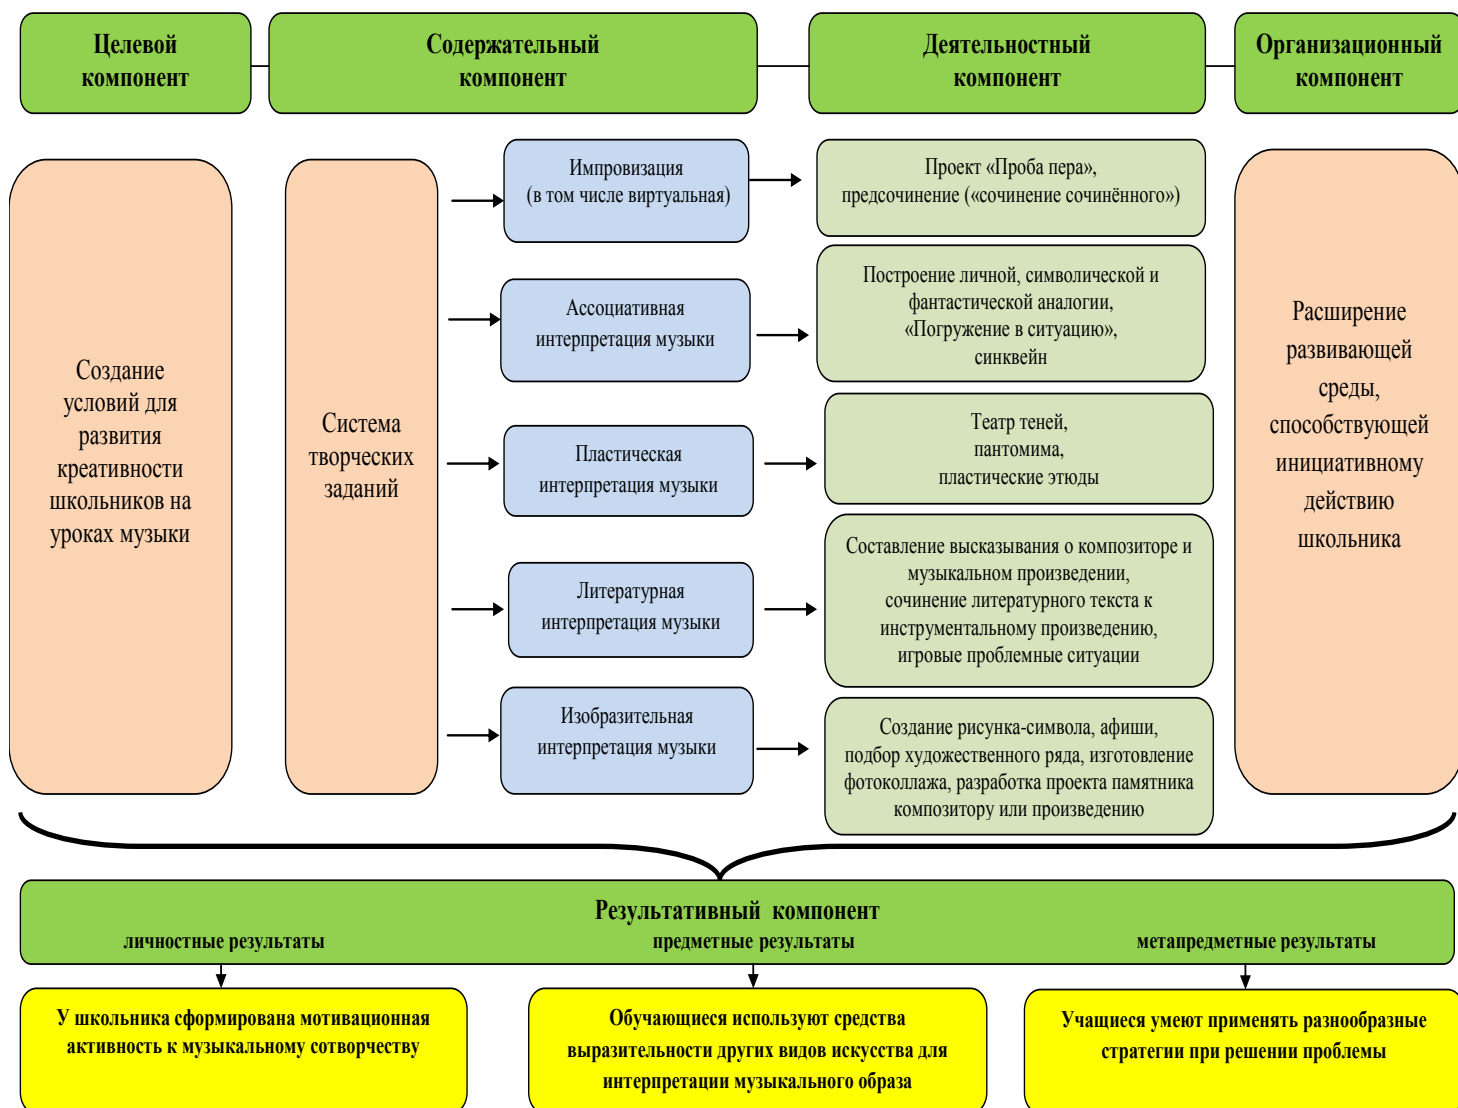 Целевой
компонент
Содержательный
компонент
Деятельностный
компонент
Организационный
компонент
Создание
условий для
развития
креативности
школьников на
уроках музыки
Система
творческих
заданий
Импровизация
(в том числе виртуальная)
Проект «Проба пера»,
предсочинение («сочинение сочинённого»)
Ассоциативная
интерпретация музыки
Построение личной, символической и
фантастической аналогии,
«Погружение в ситуацию»,
синквейн
Пластическая
интерпретация музыки
Театр теней,
пантомима,
пластические этюды
Литературная
интерпретация музыки
Составление высказывания о композиторе и
музыкальном произведении,
сочинение литературного текста к
инструментальному произведению,
игровые проблемные ситуации
Изобразительная
интерпретация музыки
Создание рисунка-символа, афиши,
подбор художественного ряда, изготовление
фотоколлажа, разработка проекта памятника
композитору или произведению
Расширение
развивающей
среды,
способствующей
инициативному
действию
школьника
Результативный компонент
личностные результаты
предметные результаты
метапредметные результаты
У школьника сформирована мотивационная
активность к музыкальному сотворчеству
Обучающиеся используют средства
выразительности других видов искусства для
интерпретации музыкального образа
Учащиеся умеют применять разнообразные
стратегии при решении проблемы